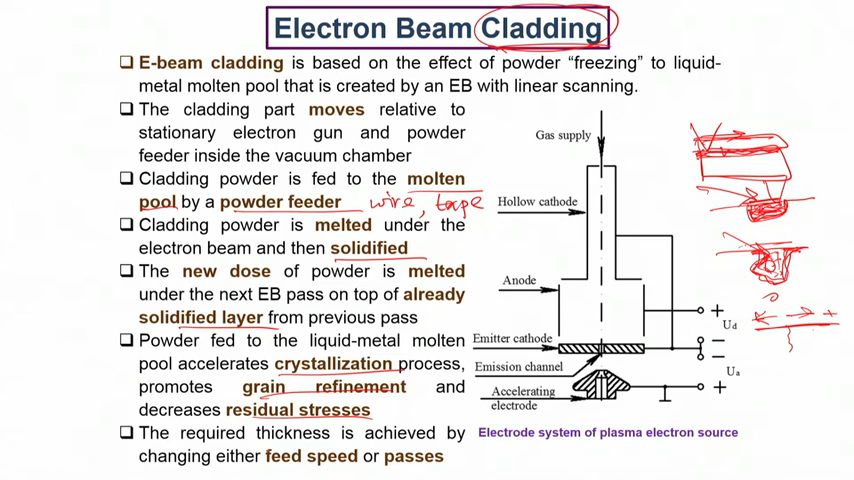 Electron Beam Cladding
❑ E-beam cladding is based on the effect of powder “freezing” to liquid-
metal molten pool that is created by an EB with linear scanning.
❑ The cladding part moves relative to
stationary electron gun and powder
feeder inside the vacuum chamber
❑ Cladding powder is fed to the molten
pool by a powder feeder wire, tape
❑ Cladding powder is melted under the
electron beam and then solidified
❑ The new dose of powder is melted
under the next EB pass on top of already
solidified layer from previous pass
❑ Powder fed to the liquid-metal molten
pool accelerates crystallization process,
promotes grain refinement and
decreases residual stresses
❑ The required thickness is achieved by
changing either feed speed or passes
Gas supply
Hollow cathode
Anode
+
Ud
Emitter cathode
−
−
Emission channel
Ua
Accelerating
electrode
+
Electrode system of plasma electron source
+